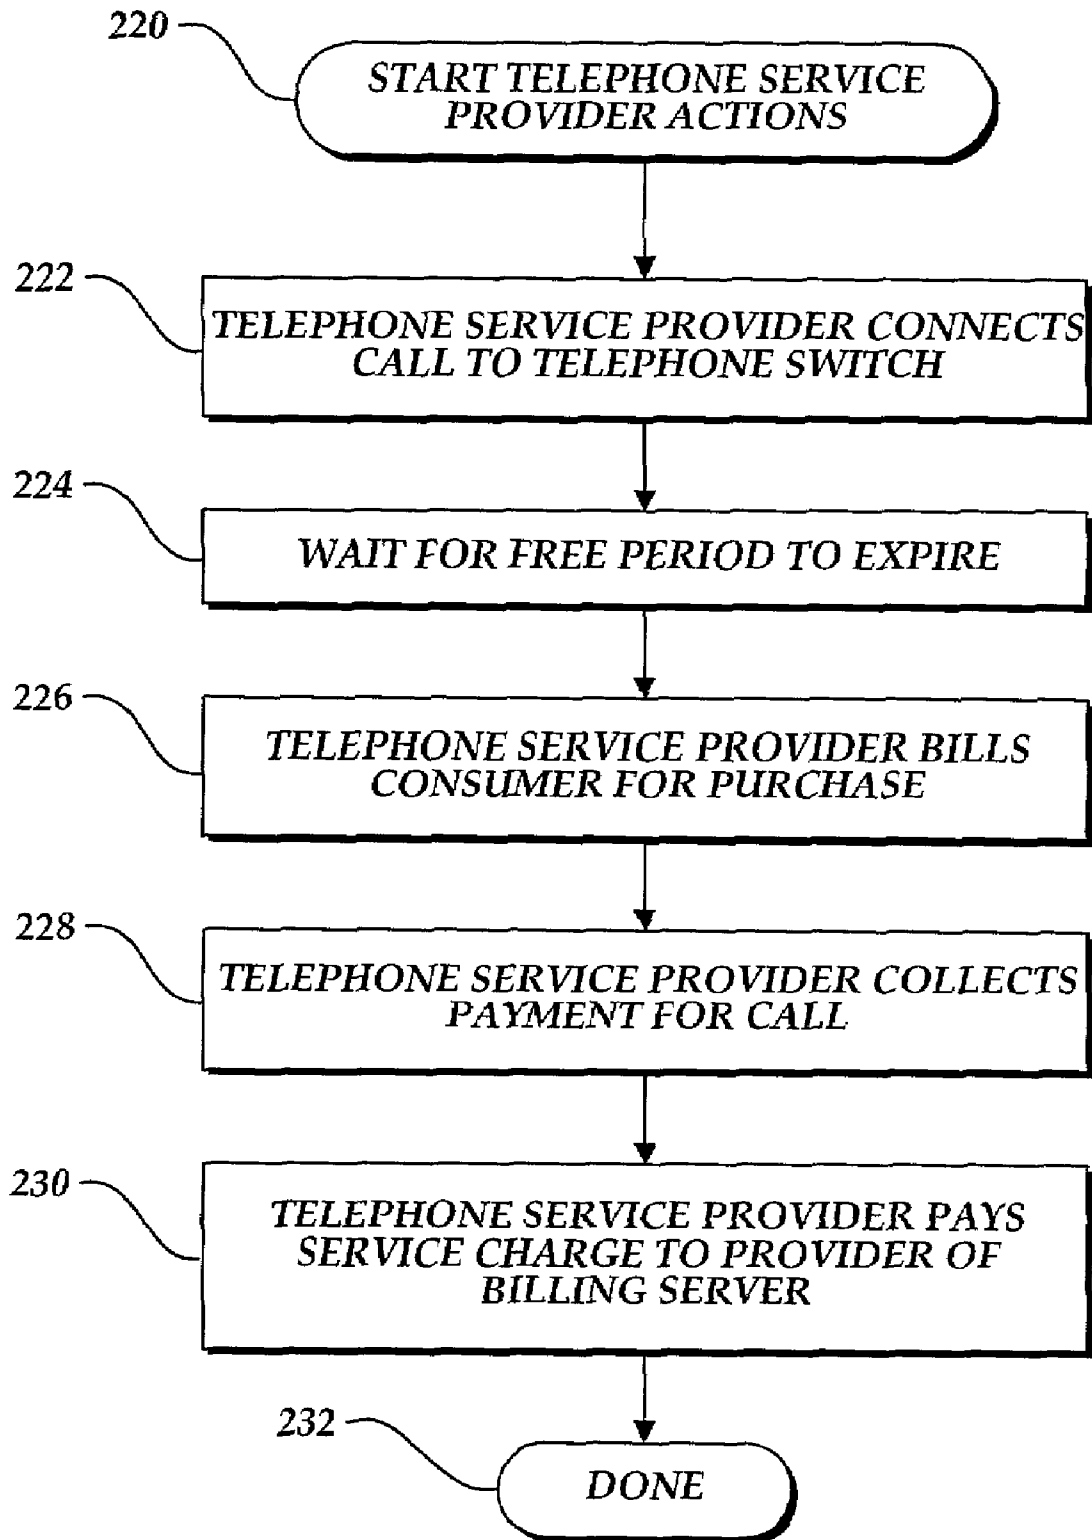 220
START TELEPHONE SERVICE
PROVIDER ACTIONS
222
TELEPHONE SERVICE PROVIDER CONNECTS
CALL TO TELEPHONE SWITCH
224
WAIT FOR FREE PERIOD TO EXPIRE
226
TELEPHONE SERVICE PROVIDER BILLS
CONSUMER FOR PURCHASE
228
TELEPHONE SERVICE PROVIDER COLLECTS
PAYMENT FOR CALL
230
TELEPHONE SERVICE PROVIDER PAYS
SERVICE CHARGE TO PROVIDER OF
BILLING SERVER
232
DONE